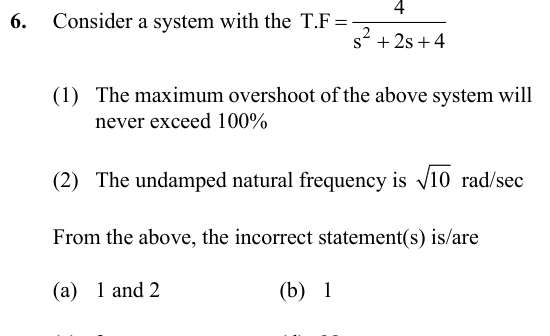 6. Consider a system with the T.F = 4 / (s² + 2s + 4)
(1) The maximum overshoot of the above system will
never exceed 100%
(2) The undamped natural frequency is √10 rad/sec
From the above, the incorrect statement(s) is/are
(a) 1 and 2 (b) 1